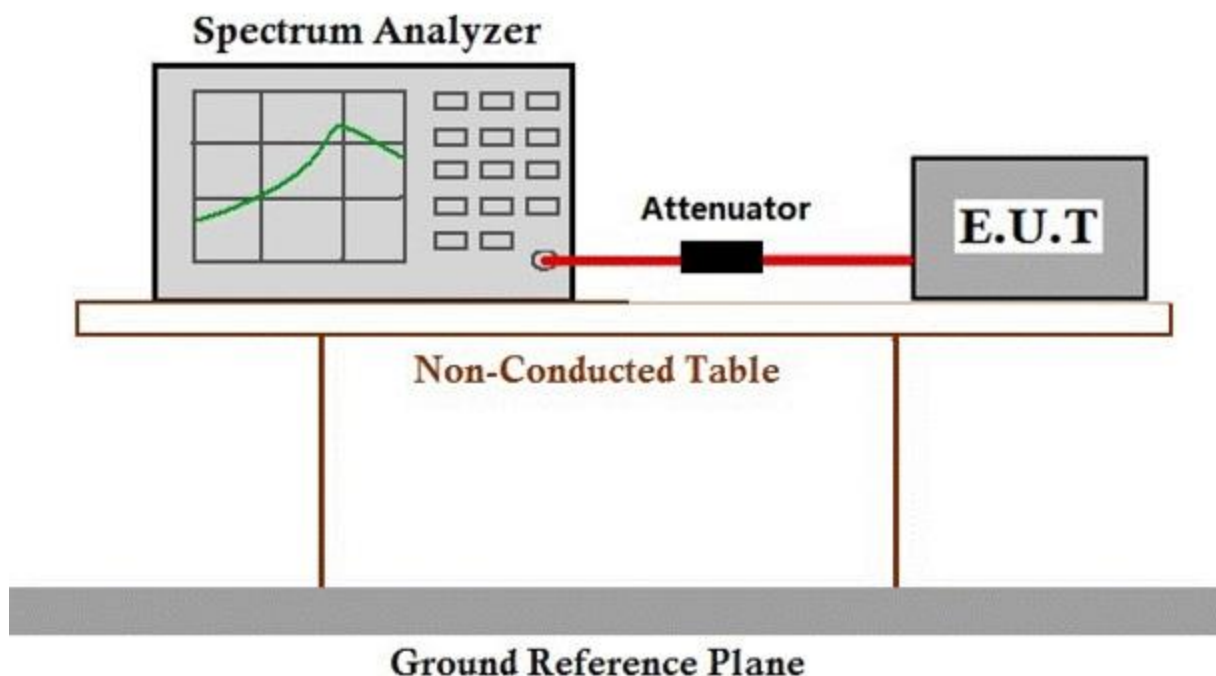 Spectrum Analyzer
Attenuator
E.U.T
Non-Conducted Table
Ground Reference Plane